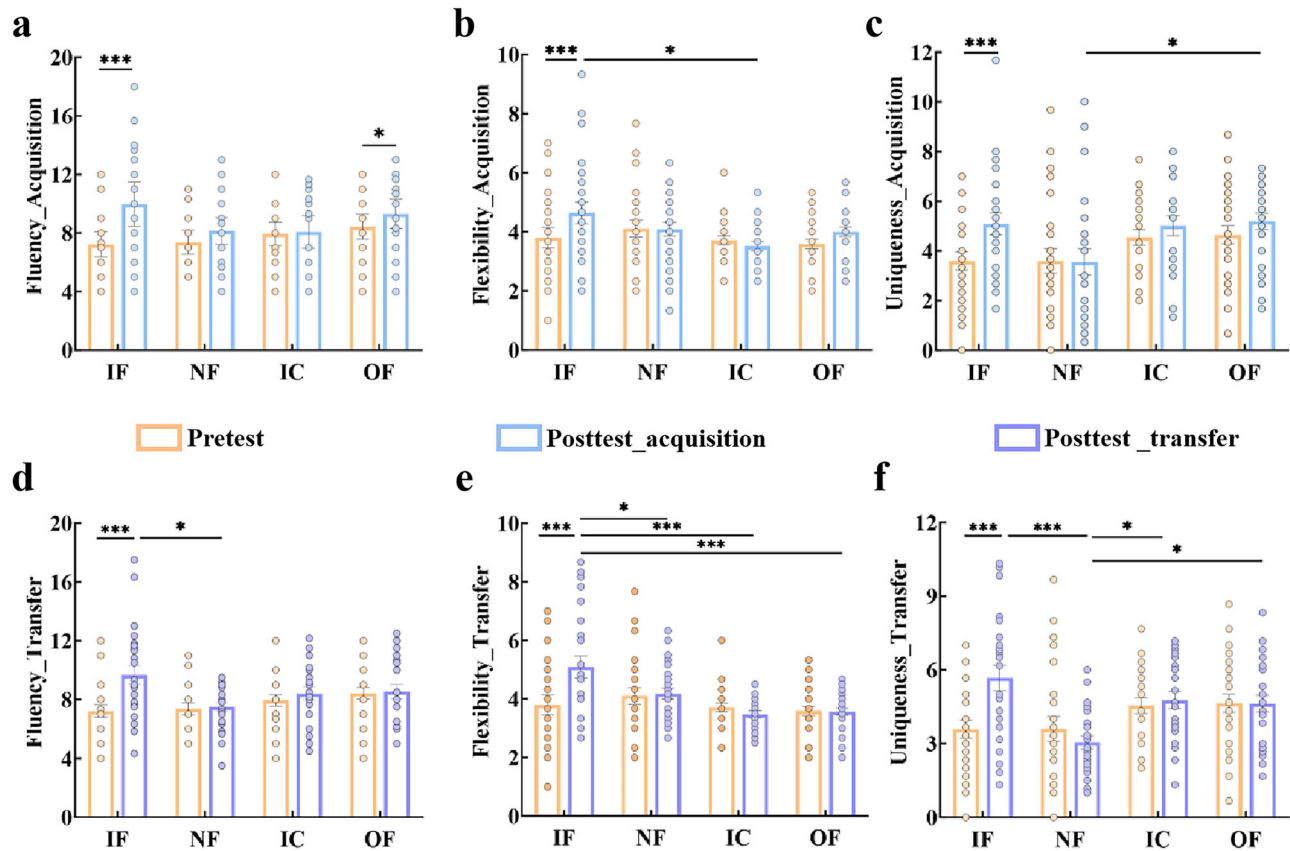 a
Fluency_Acquisition
20
16
12
8
4
0
***
*
IF NF IC OF
b
Flexibility_Acquisition
10
8
6
4
2
0
***
*
IF NF IC OF
c
Uniqueness_Acquisition
12
10
8
6
4
2
0
***
*
IF NF IC OF
Pretest
Posttest_acquisition
Posttest _transfer
d
Fluency_Transfer
20
16
12
8
4
0
***
*
IF NF IC OF
e
Flexibility_Transfer
10
8
6
4
2
0
*
***
***
***
IF NF IC OF
f
Uniqueness_Transfer
12
9
6
3
0
***
***
*
*
IF NF IC OF